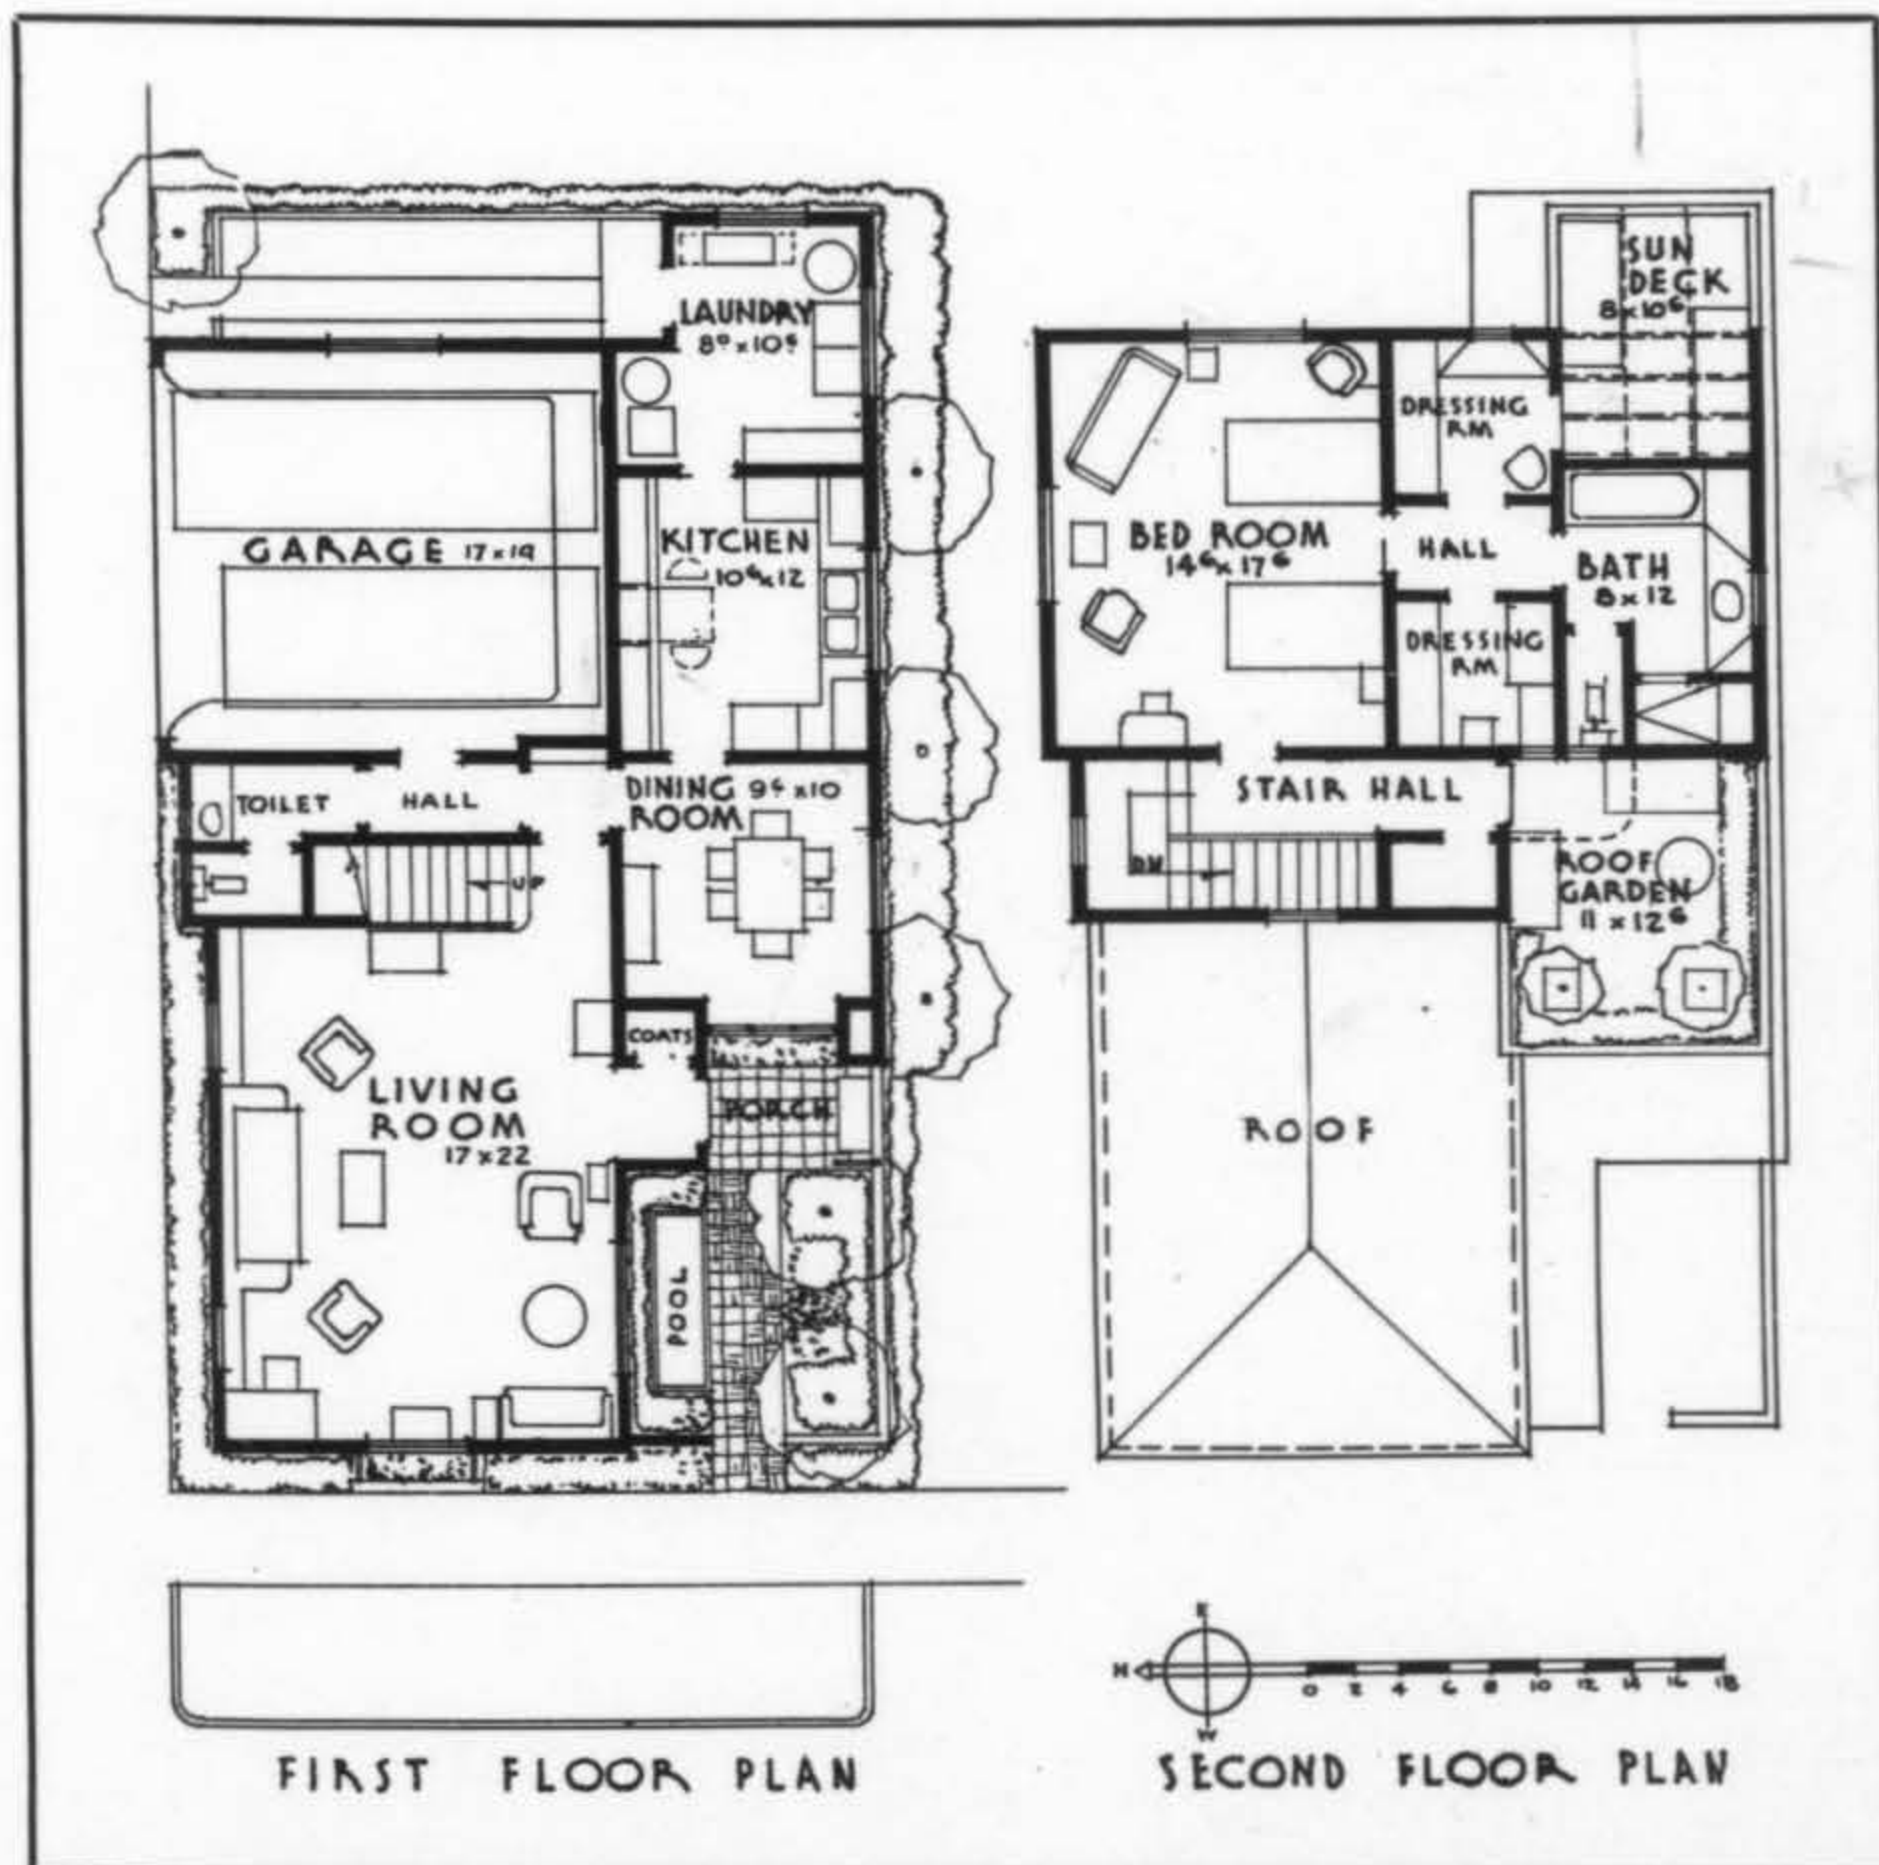 LAUNDRY
8⁰ x 10⁶
GARAGE 17 x 19
KITCHEN
10⁶ x 12
TOILET
HALL
DINING 9⁶ x 10
ROOM
UP
COATS
LIVING
ROOM
17 x 22
PORCH
POOL
FIRST FLOOR PLAN
SUN
DECK
8 x 10⁶
DRESSING
RM
BED ROOM
14⁶ x 17⁶
HALL
BATH
8 x 12
DRESSING
RM
STAIR HALL
DN
ROOF
GARDEN
11 x 12⁶
ROOF
E
N
W
0 2 4 6 8 10 12 14 16 18
SECOND FLOOR PLAN